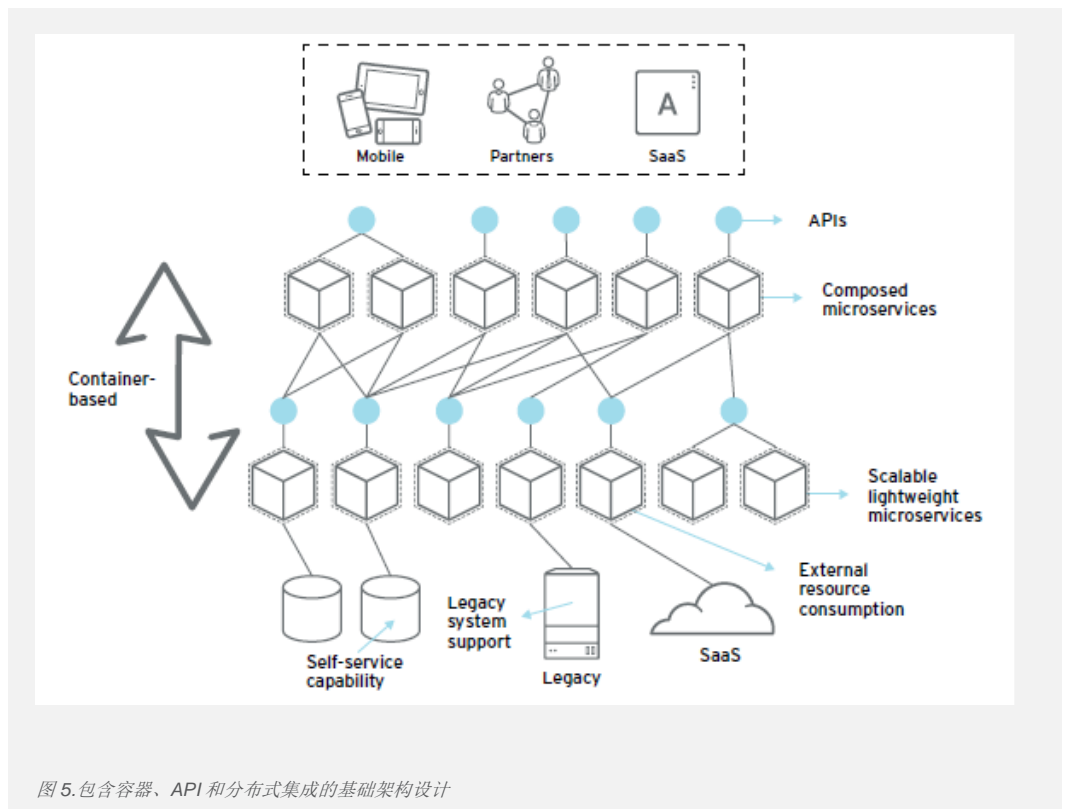 Mobile
Partners
A
SaaS
APIs
Composed
microservices
Container-
based
Scalable
lightweight
microservices
External
resource
consumption
Legacy
system
support
Self-service
capability
Legacy
SaaS
图 5.包含容器、API 和分布式集成的基础架构设计